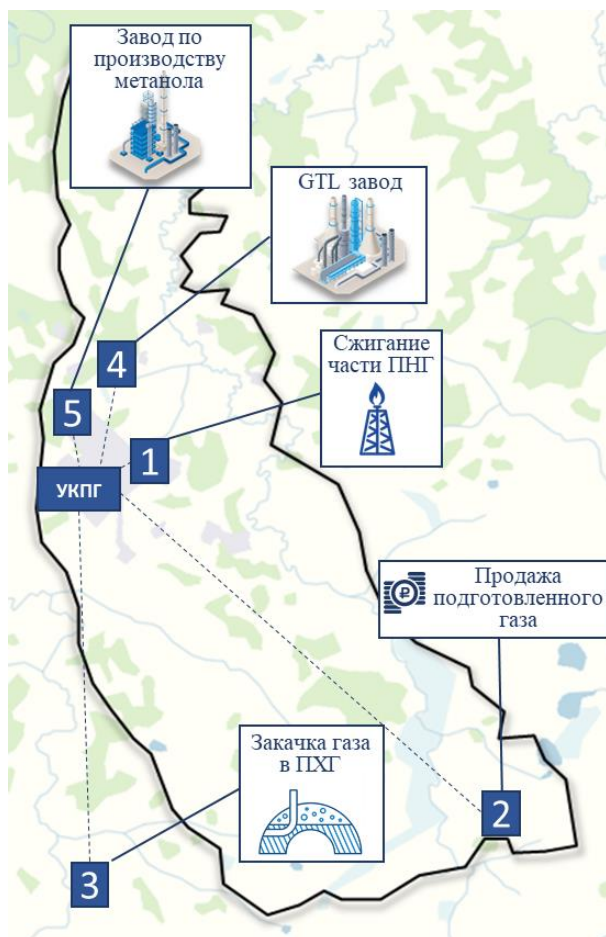 Завод по
производству
метанола
GTL завод
Сжигание
части ПНГ
4
5
1
УКПГ
Продажа
подготовленного
газа
Закачка газа
в ПХГ
2
3